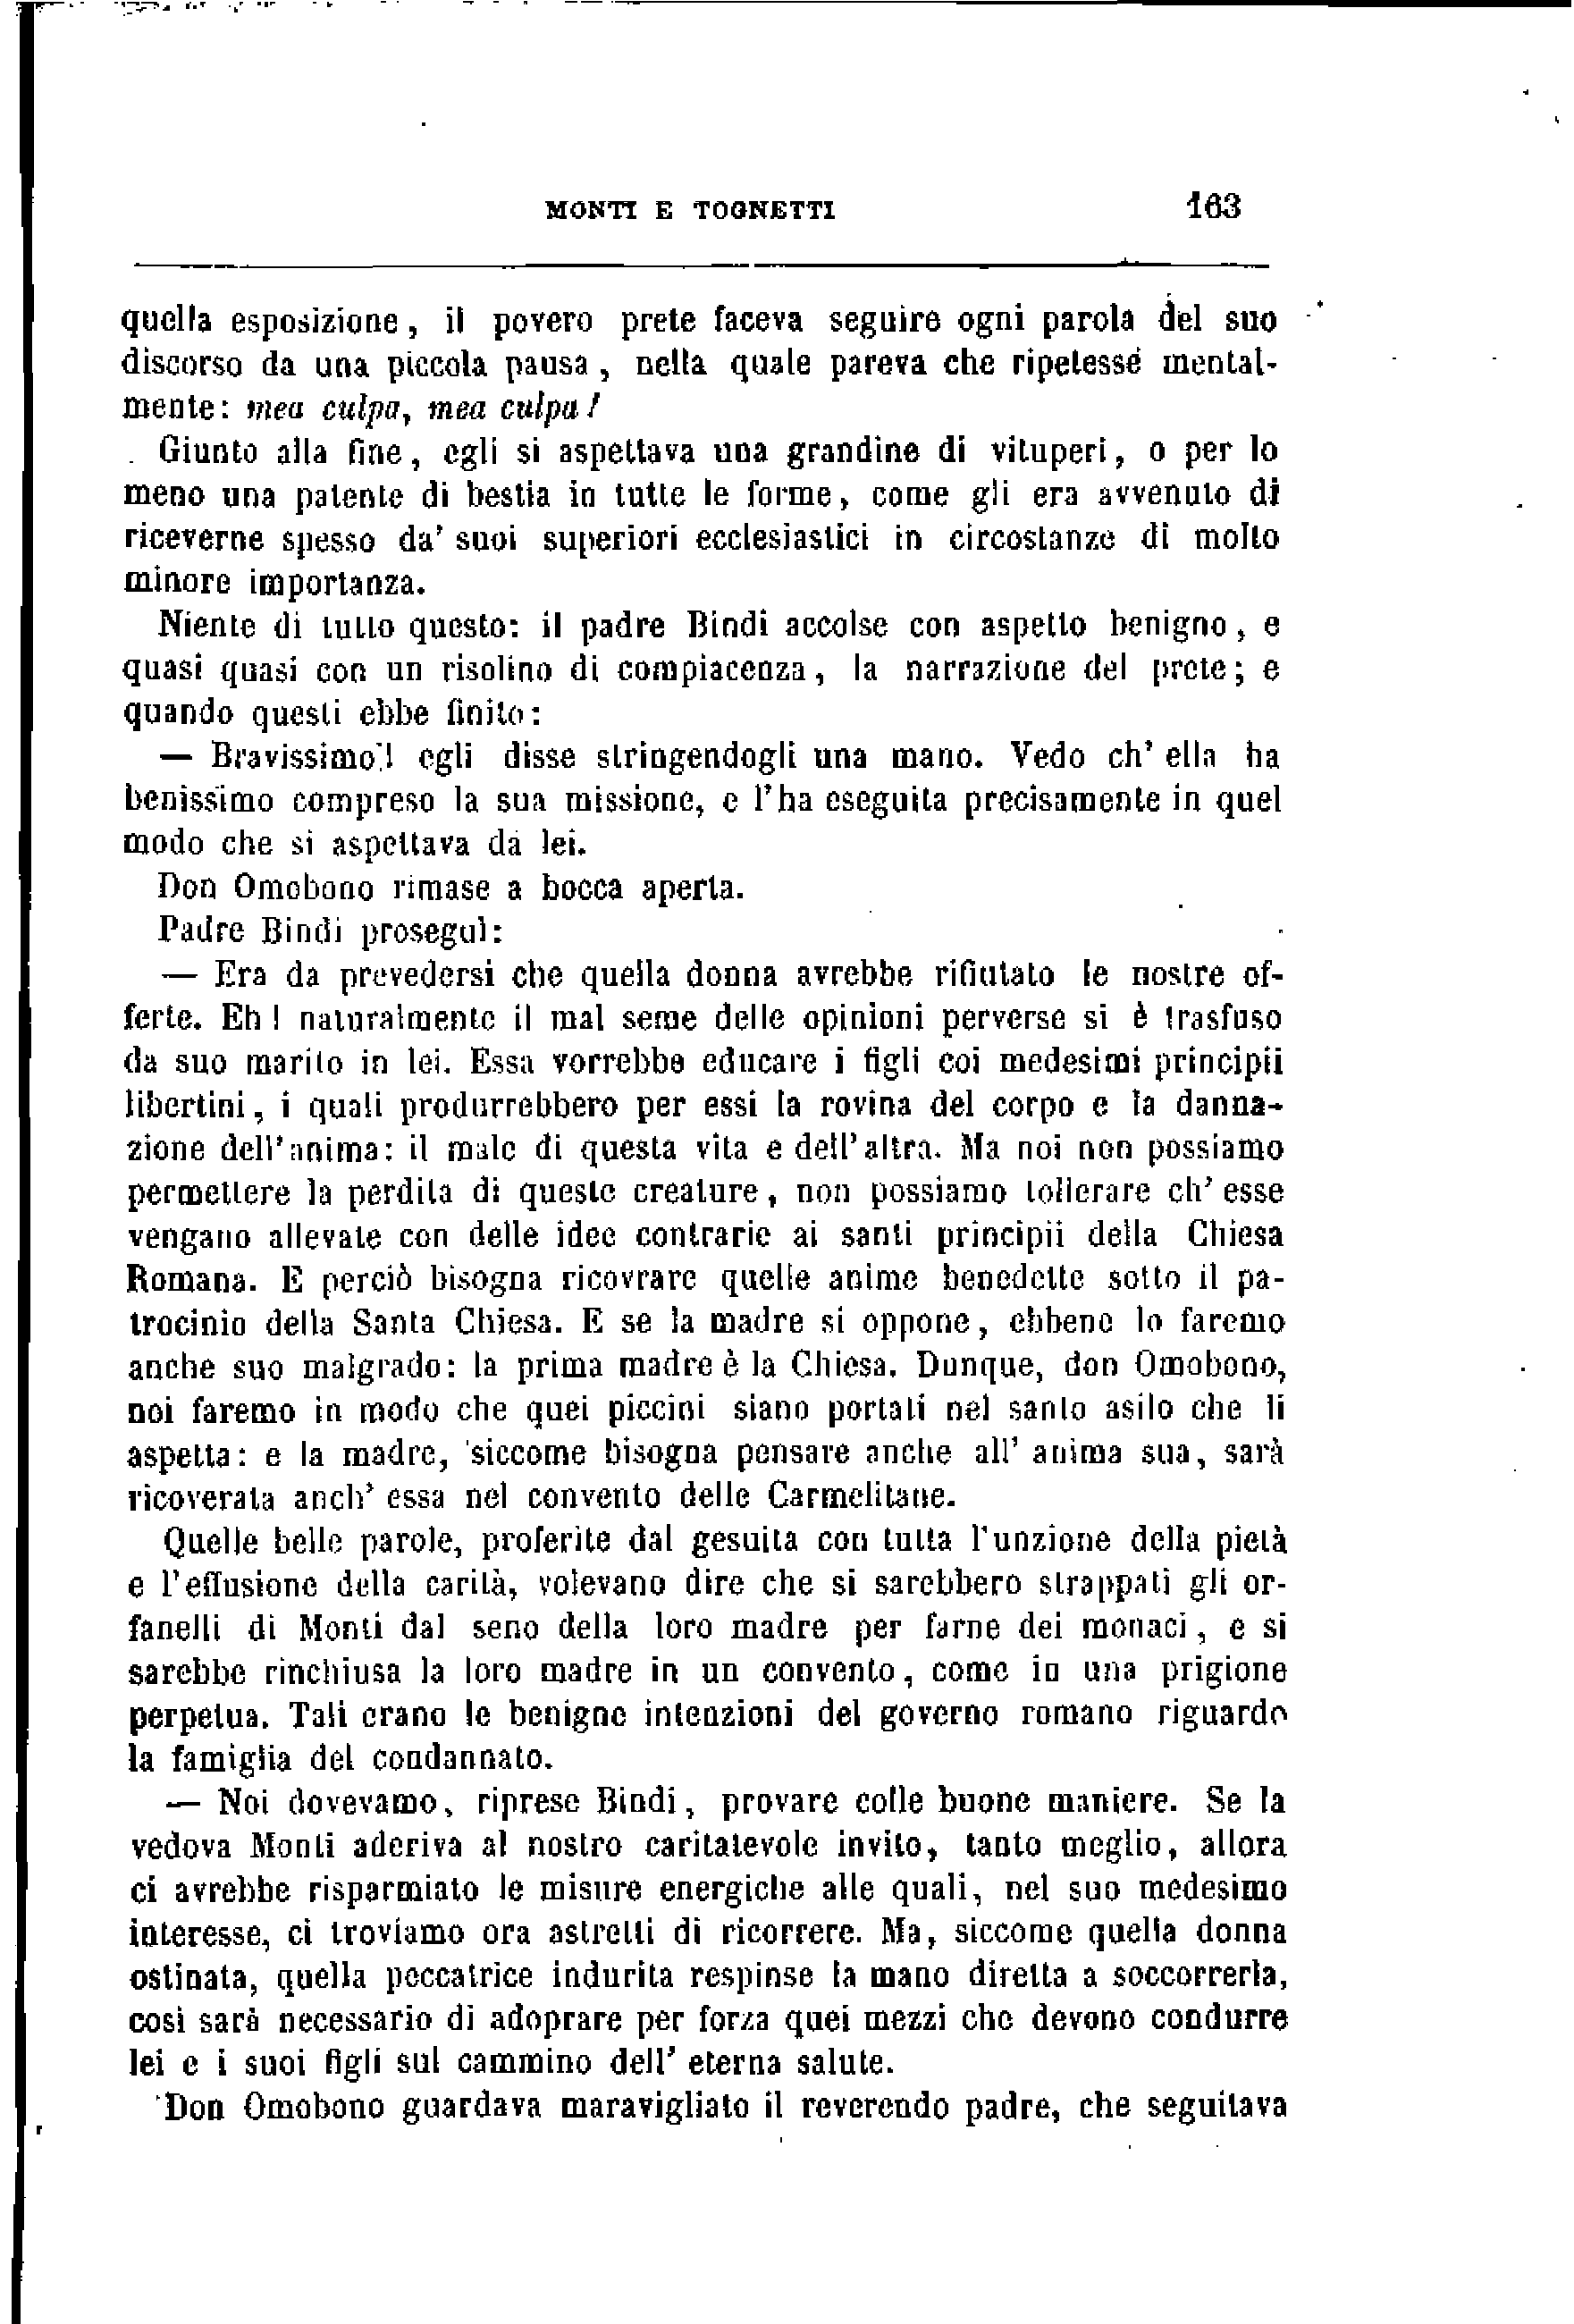 MONTI E TOGNETTI 163
quella esposizione, il povero prete faceva seguire ogni parola del suo
discorso da una piccola pausa, nella quale pareva che ripetesse mental-
mente: mea culpa, mea culpa!
Giunto alla fine, egli si aspettava una grandine di vituperi, o per lo
meno una patente di bestia in tutte le forme, come gli era avvenuto di
riceverne spesso da' suoi superiori ecclesiastici in circostanze di molto
minore importanza.
Niente di tutto questo: il padre Bindi accolse con aspetto benigno, e
quasi quasi con un risolino di compiacenza, la narrazione del prete; e
quando questi ebbe finito:
— Bravissimo! egli disse stringendogli una mano. Vedo ch' ella ha
benissimo compreso la sua missione, e l'ha eseguita precisamente in quel
modo che si aspettava da lei.
Don Omobono rimase a bocca aperta.
Padre Bindi proseguì:
— Era da prevedersi che quella donna avrebbe rifiutato le nostre of-
ferte. Eh! naturalmente il mal seme delle opinioni perverse si è trasfuso
da suo marito in lei. Essa vorrebbe educare i figli coi medesimi principii
libertini, i quali produrrebbero per essi la rovina del corpo e la danna-
zione dell'anima: il male di questa vita e dell'altra. Ma noi non possiamo
permettere la perdita di queste creature, non possiamo tollerare ch' esse
vengano allevate con delle idee contrarie ai santi principii della Chiesa
Romana. E perciò bisogna ricovrare quelle anime benedette sotto il pa-
trocinio della Santa Chiesa. E se la madre si oppone, ebbene lo faremo
anche suo malgrado: la prima madre è la Chiesa. Dunque, don Omobono,
noi faremo in modo che quei piccini siano portati nel santo asilo che li
aspetta: e la madre, siccome bisogna pensare anche all' anima sua, sarà
ricoverata anch' essa nel convento delle Carmelitane.
Quelle belle parole, proferite dal gesuita con tutta l'unzione della pietà
e l'effusione della carità, volevano dire che si sarebbero strappati gli or-
fanelli di Monti dal seno della loro madre per farne dei monaci, e si
sarebbe rinchiusa la loro madre in un convento, come in una prigione
perpetua. Tali erano le benigne intenzioni del governo romano riguardo
la famiglia del condannato.
— Noi dovevamo, riprese Bindi, provare colle buone maniere. Se la
vedova Monti aderiva al nostro caritatevole invito, tanto meglio, allora
ci avrebbe risparmiato le misure energiche alle quali, nel suo medesimo
interesse, ci troviamo ora astretti di ricorrere. Ma, siccome quella donna
ostinata, quella peccatrice indurita respinse la mano diretta a soccorrerla,
così sarà necessario di adoprare per forza quei mezzi che devono condurre
lei e i suoi figli sul cammino dell' eterna salute.
Don Omobono guardava maravigliato il reverendo padre, che seguitava